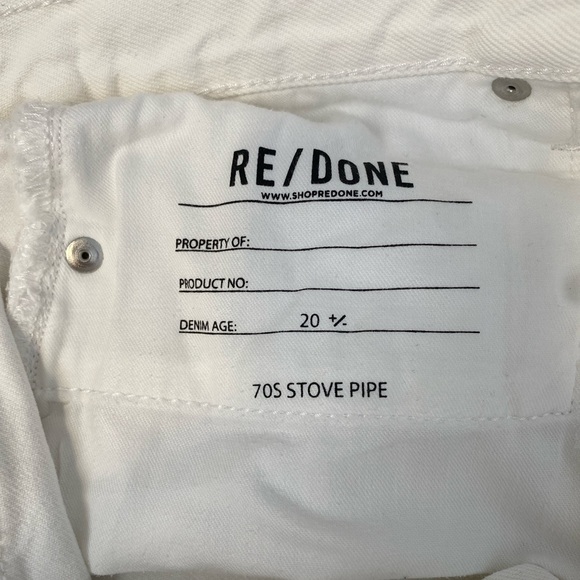 RE/DONE
WWW.SHOPREDONE.COM
PROPERTY OF:
PRODUCT NO:
DENIM AGE: 20 +/-
70S STOVE PIPE